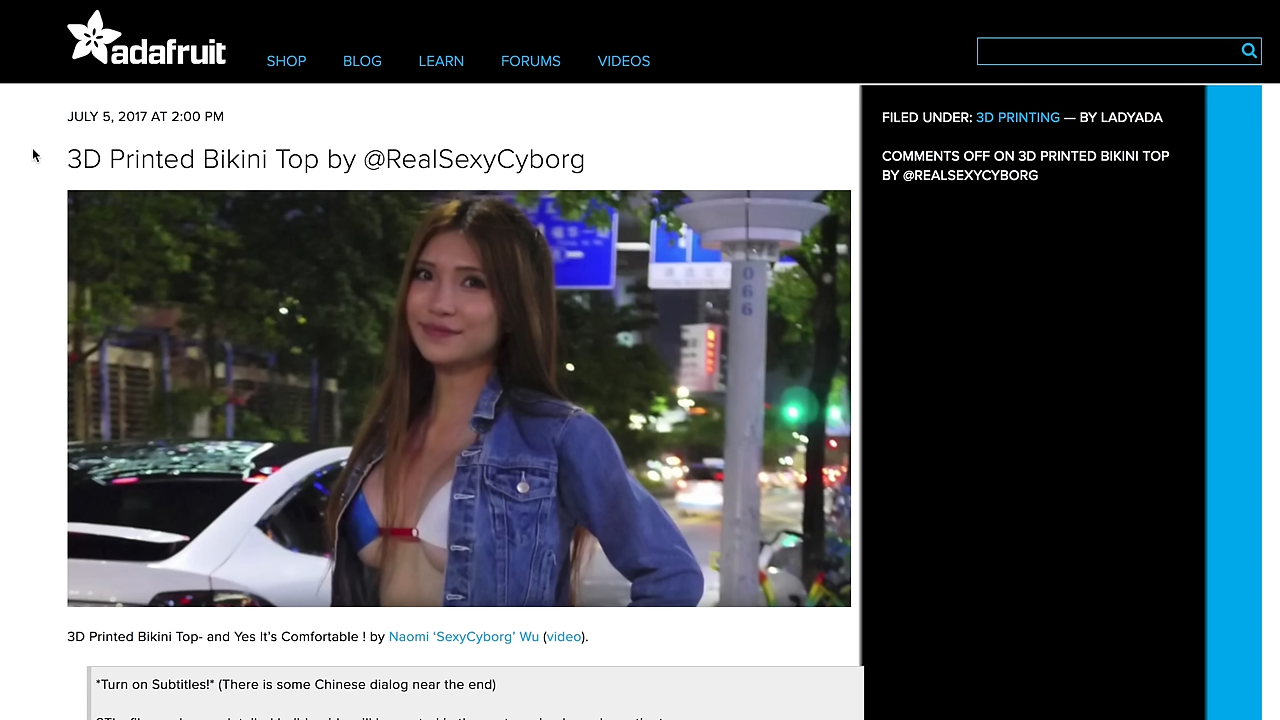 adafruit
SHOP BLOG LEARN FORUMS VIDEOS
JULY 5, 2017 AT 2:00 PM
3D Printed Bikini Top by @RealSexyCyborg
066
3D Printed Bikini Top- and Yes It's Comfortable ! by Naomi 'SexyCyborg' Wu (video).
*Turn on Subtitles!* (There is some Chinese dialog near the end)
FILED UNDER: 3D PRINTING — BY LADYADA
COMMENTS OFF ON 3D PRINTED BIKINI TOP
BY @REALSEXYCYBORG